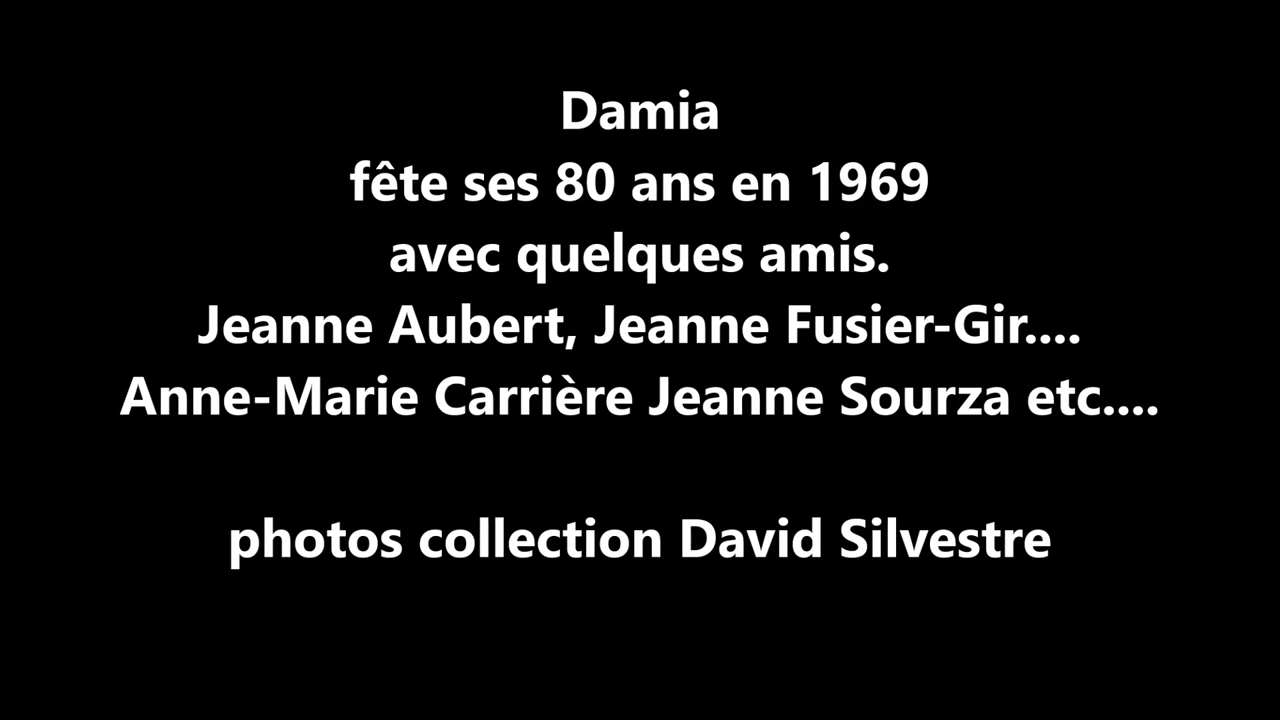 Damia
fête ses 80 ans en 1969
avec quelques amis.
Jeanne Aubert, Jeanne Fusier-Gir....
Anne-Marie Carrière Jeanne Sourza etc....
photos collection David Silvestre